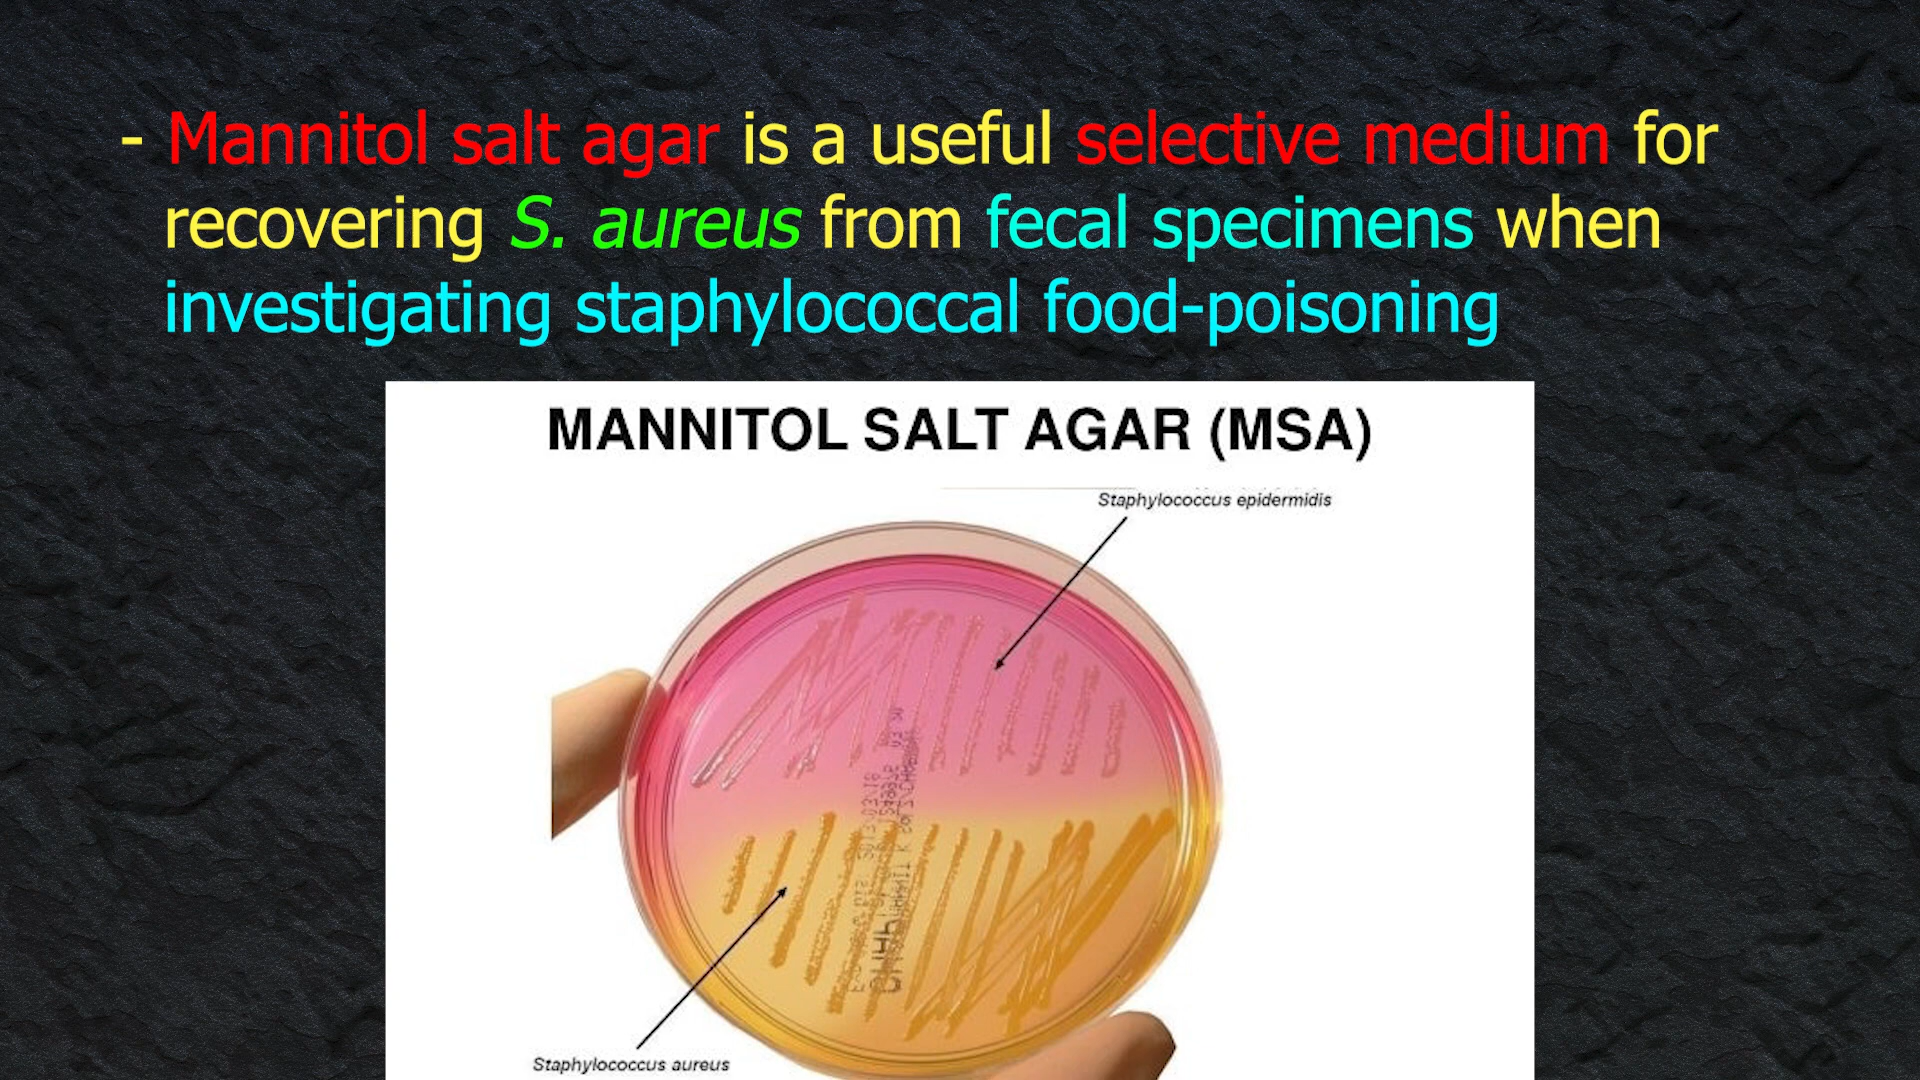 - Mannitol salt agar is a useful selective medium for
recovering S. aureus from fecal specimens when
investigating staphylococcal food-poisoning
MANNITOL SALT AGAR (MSA)
Staphylococcus epidermidis
Staphylococcus aureus